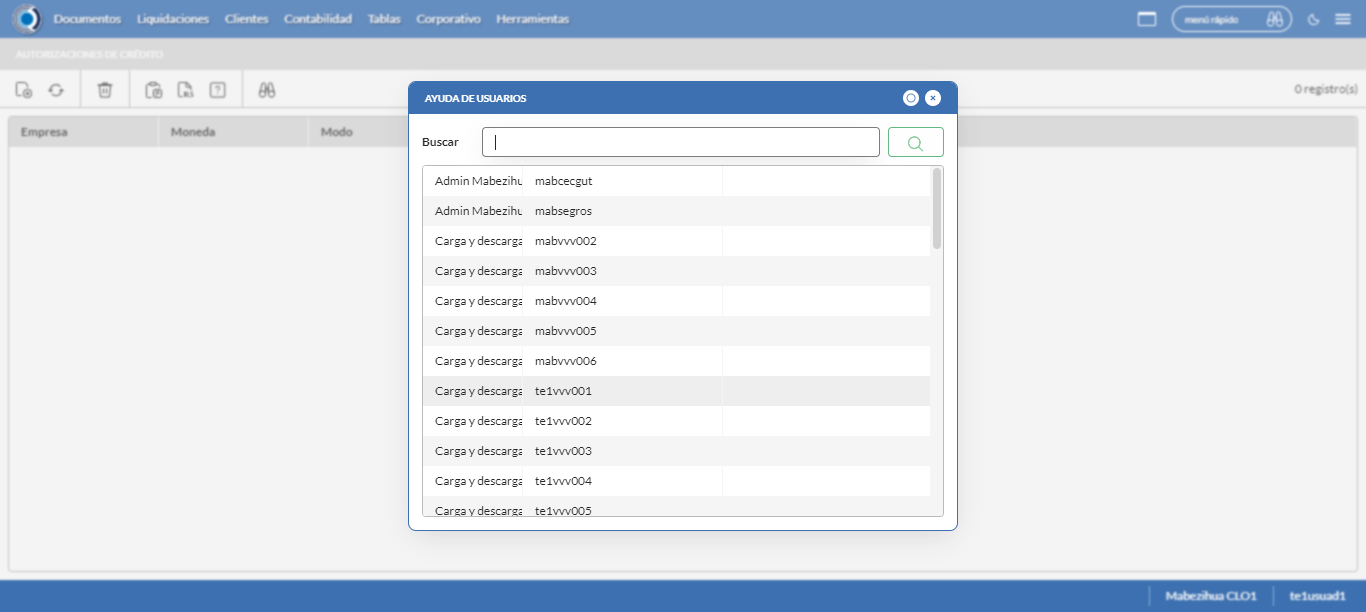 Documentos Liquidaciones Clientes Contabilidad Tablas Corporativo Herramientas menú rápido
AUTORIZACIONES DE CRÉDITO
0 registro(s)
Empresa Moneda Modo
AYUDA DE USUARIOS
Buscar
Admin Mabezihu mabcecgut
Admin Mabezihu mabsegros
Carga y descarga mabvvv002
Carga y descarga mabvvv003
Carga y descarga mabvvv004
Carga y descarga mabvvv005
Carga y descarga mabvvv006
Carga y descarga te1vvv001
Carga y descarga te1vvv002
Carga y descarga te1vvv003
Carga y descarga te1vvv004
Carga y descarga te1vvv005
Mabezihua CLO1 te1usuad1